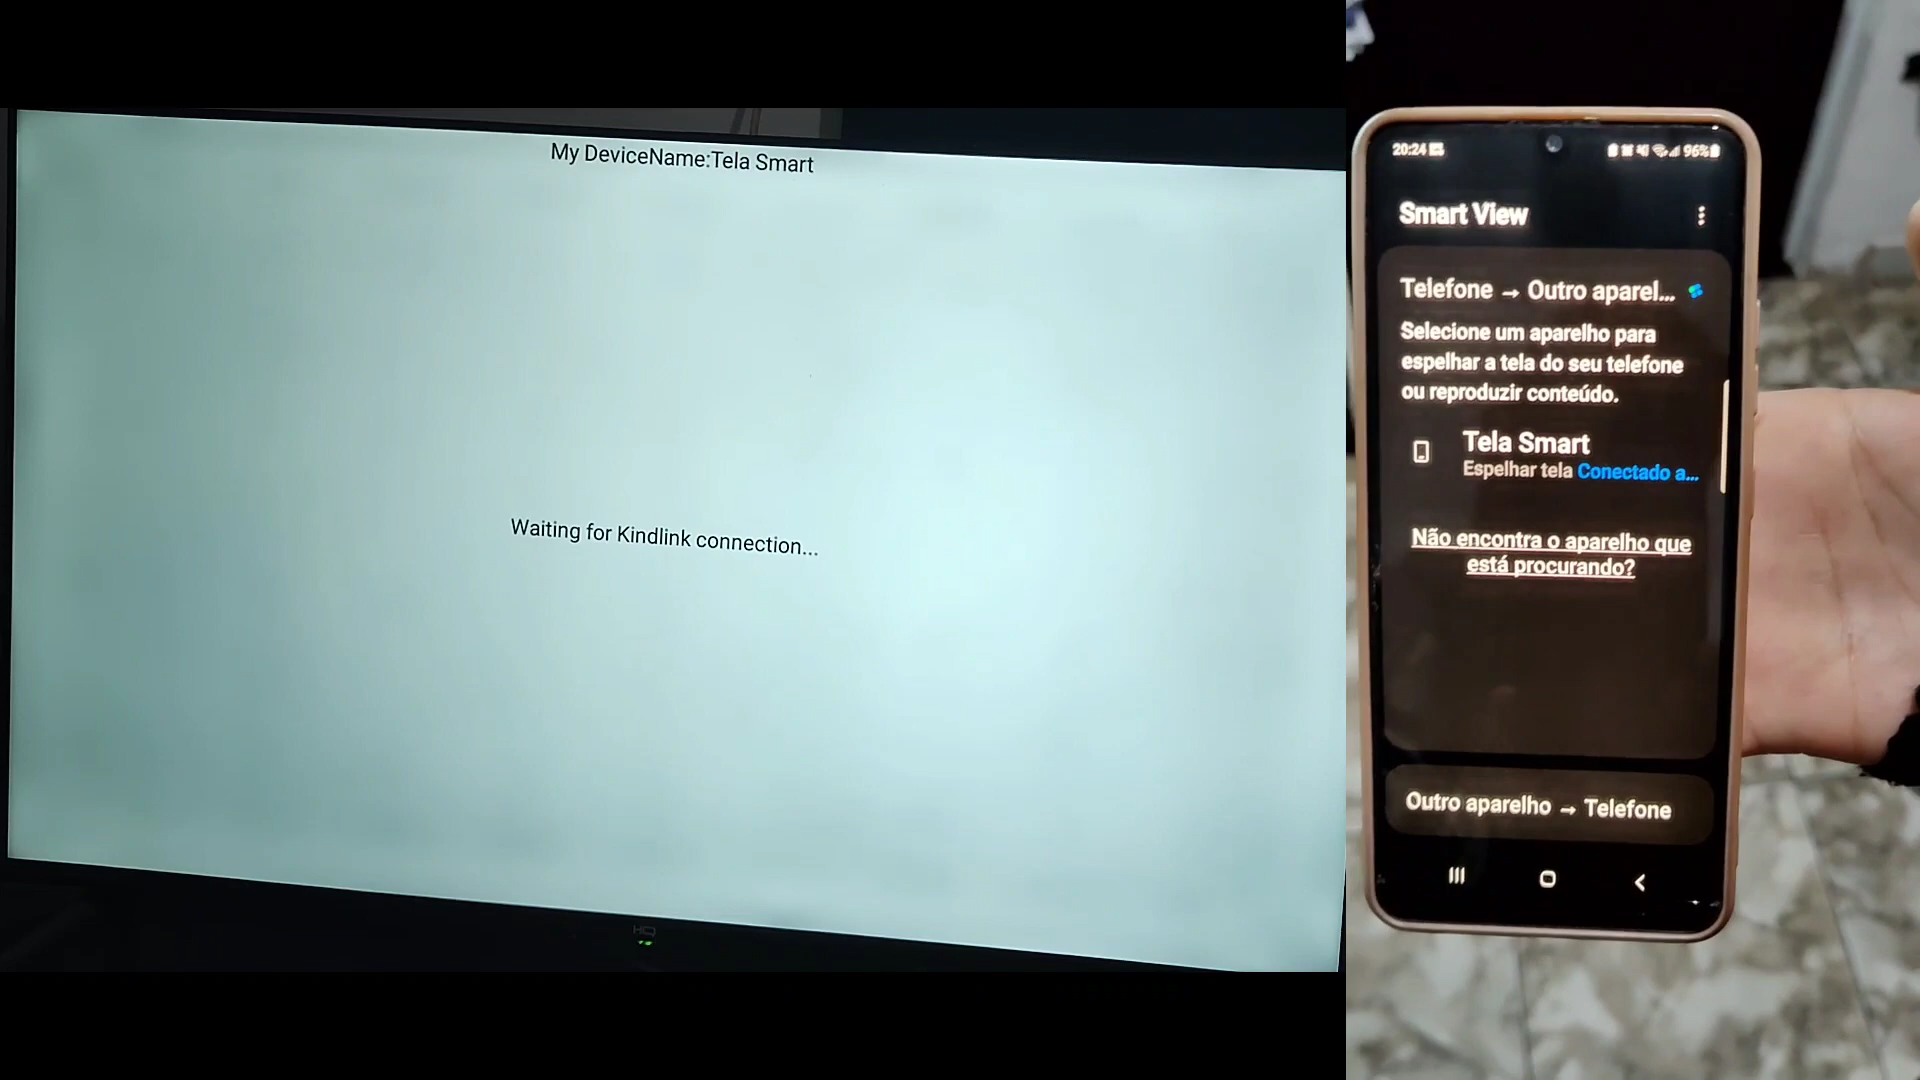 My DeviceName:Tela Smart
Waiting for Kindlink connection...
HQ
20:24
96%
Smart View
Telefone → Outro aparel...
Selecione um aparelho para
espelhar a tela do seu telefone
ou reproduzir conteúdo.
Tela Smart
Espelhar tela Conectado a...
Não encontra o aparelho que
está procurando?
Outro aparelho → Telefone